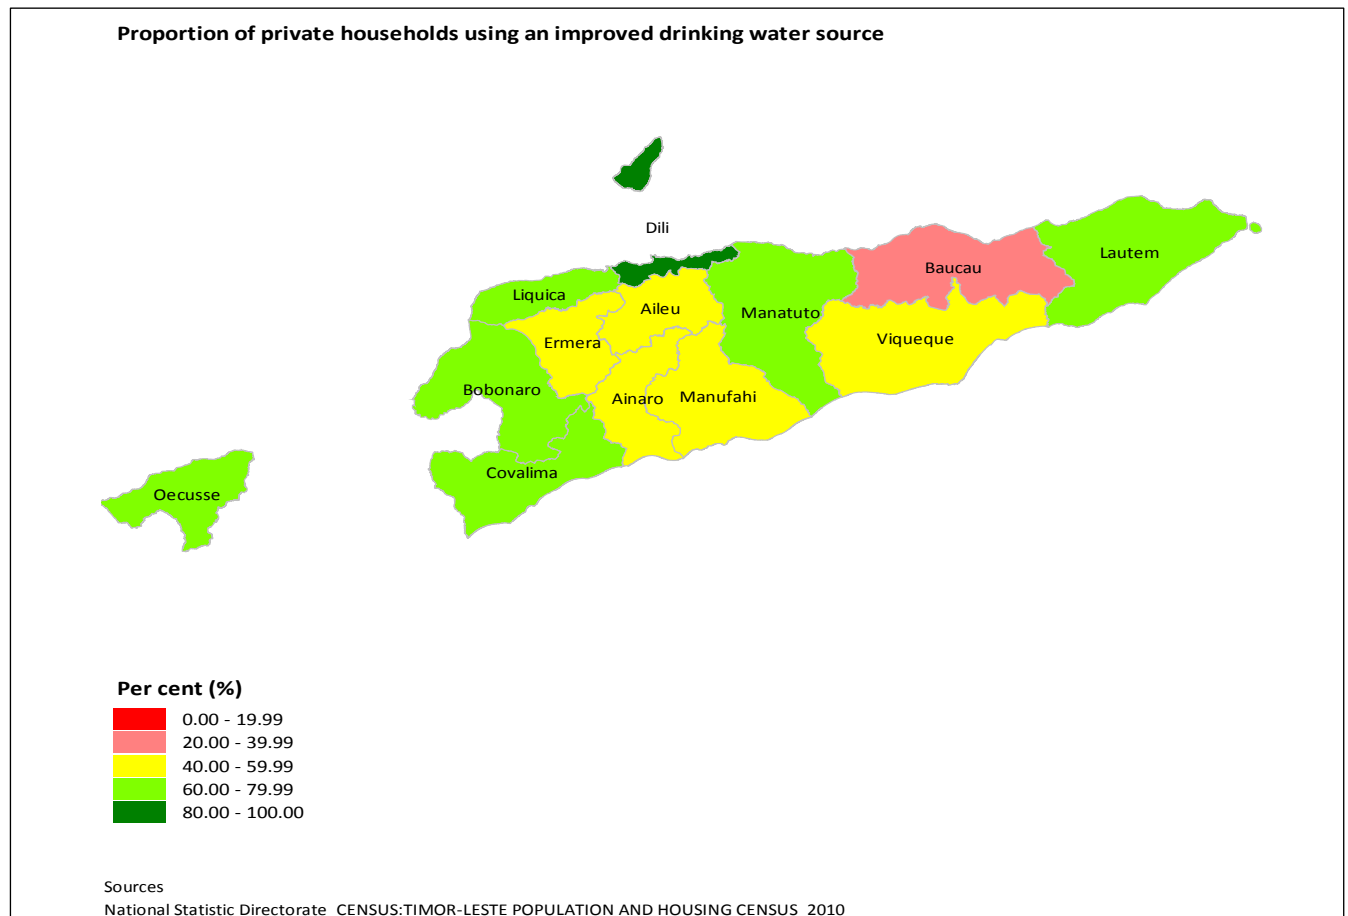 Proportion of private households using an improved drinking water source
Dili
Lautem
Baucau
Liquica
Aileu
Manatuto
Viqueque
Ermera
Bobonaro
Ainaro
Manufahi
Covalima
Oecusse
Per cent (%)
0.00 - 19.99
20.00 - 39.99
40.00 - 59.99
60.00 - 79.99
80.00 - 100.00
Sources
National Statistic Directorate CENSUS:TIMOR-LESTE POPULATION AND HOUSING CENSUS 2010